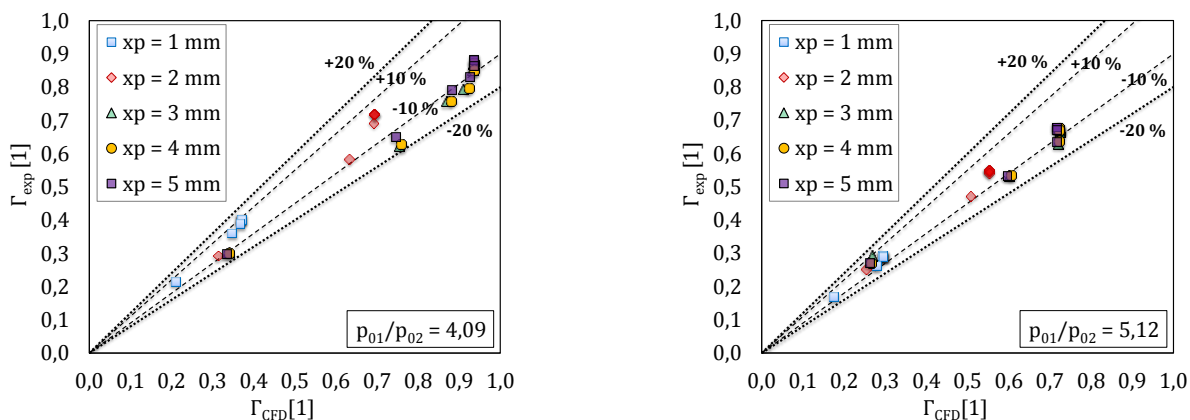 1,0
0,9
0,8
0,7
0,6
0,5
0,4
0,3
0,2
0,1
0,0
Γexp [1]
xp = 1 mm
xp = 2 mm
xp = 3 mm
xp = 4 mm
xp = 5 mm
+20 %
+10 %
-10 %
-20 %
p01/p02 = 4,09
0,0 0,1 0,2 0,3 0,4 0,5 0,6 0,7 0,8 0,9 1,0
ΓCFD[1]
1,0
0,9
0,8
0,7
0,6
0,5
0,4
0,3
0,2
0,1
0,0
Γexp [1]
xp = 1 mm
xp = 2 mm
xp = 3 mm
xp = 4 mm
xp = 5 mm
+20 %
+10 %
-10 %
-20 %
p01/p02 = 5,12
0,0 0,1 0,2 0,3 0,4 0,5 0,6 0,7 0,8 0,9 1,0
ΓCFD[1]